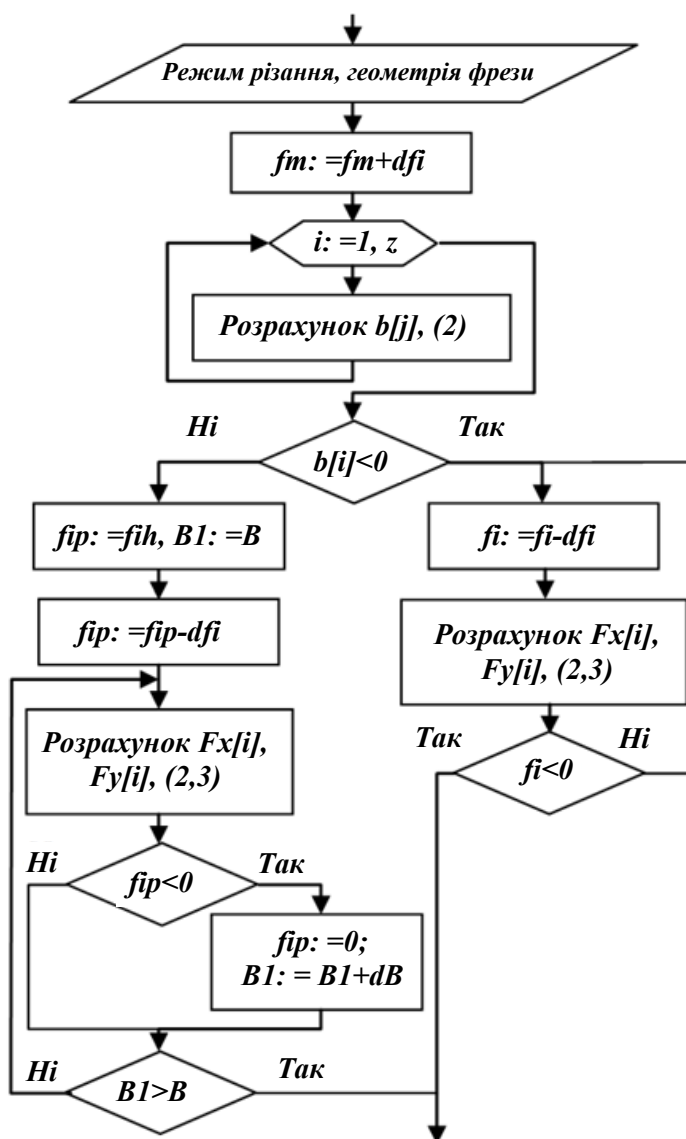 Режим різання, геометрія фрези
fm: =fm+dfi
i: =1, z
Розрахунок b[j], (2)
Ні
Так
b[i]<0
fip: =fih, B1: =B
fi: =fi-dfi
fip: =fip-dfi
Розрахунок Fx[i],
Fy[i], (2,3)
Розрахунок Fx[i],
Fy[i], (2,3)
Так
Ні
fi<0
Ні
Так
fip<0
fip: =0;
B1: = B1+dB
Ні
Так
B1>B